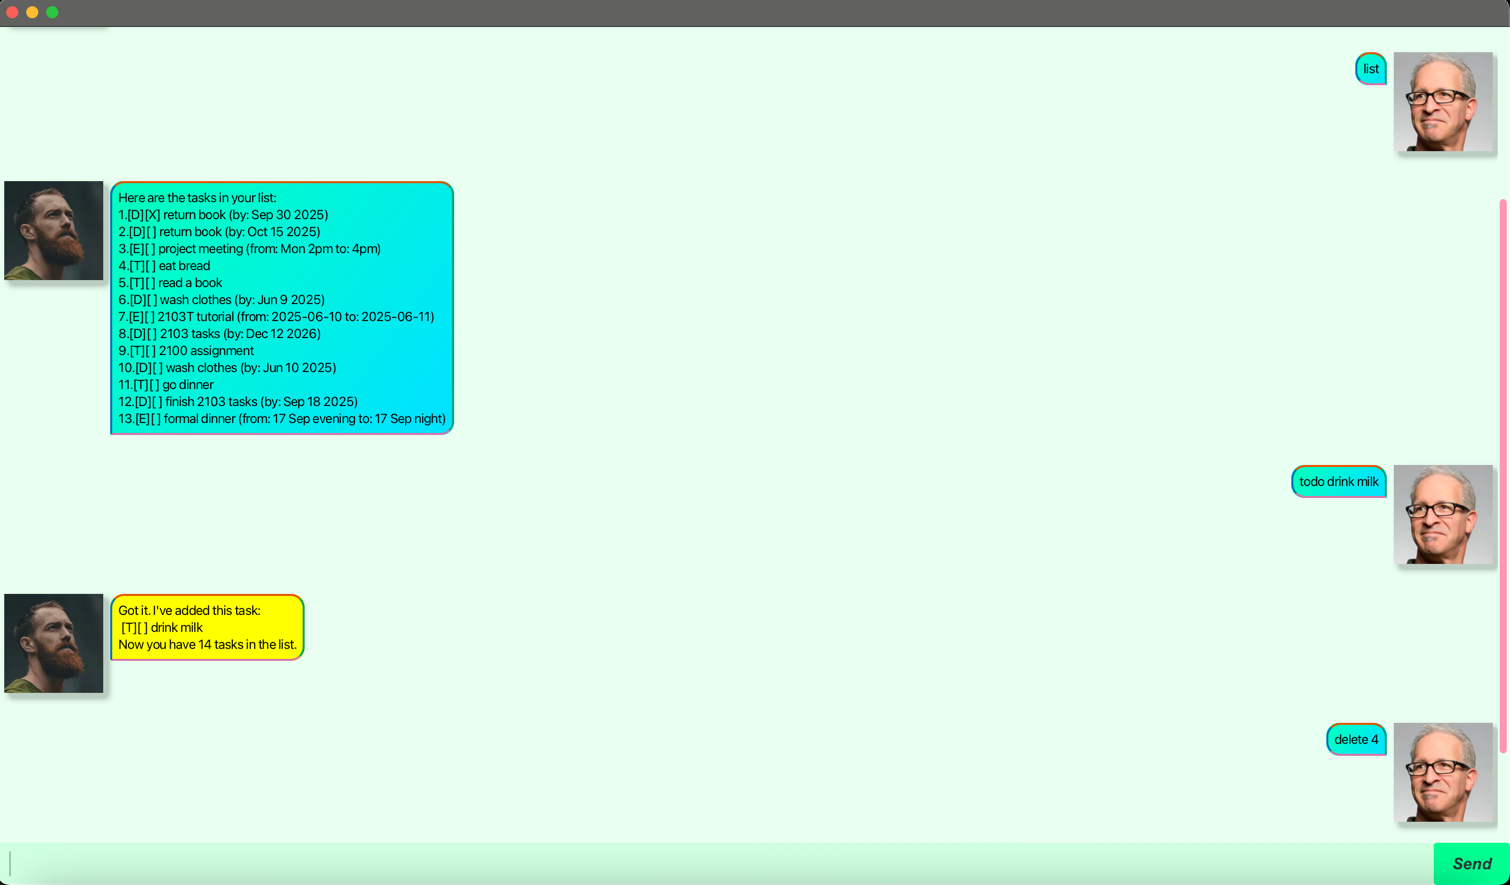 list
Here are the tasks in your list:
1.[D][X] return book (by: Sep 30 2025)
2.[D][ ] return book (by: Oct 15 2025)
3.[E][ ] project meeting (from: Mon 2pm to: 4pm)
4.[T][ ] eat bread
5.[T][ ] read a book
6.[D][ ] wash clothes (by: Jun 9 2025)
7.[E][ ] 2103T tutorial (from: 2025-06-10 to: 2025-06-11)
8.[D][ ] 2103 tasks (by: Dec 12 2026)
9.[T][ ] 2100 assignment
10.[D][ ] wash clothes (by: Jun 10 2025)
11.[T][ ] go dinner
12.[D][ ] finish 2103 tasks (by: Sep 18 2025)
13.[E][ ] formal dinner (from: 17 Sep evening to: 17 Sep night)
todo drink milk
Got it. I've added this task:
[T][ ] drink milk
Now you have 14 tasks in the list.
delete 4
Send